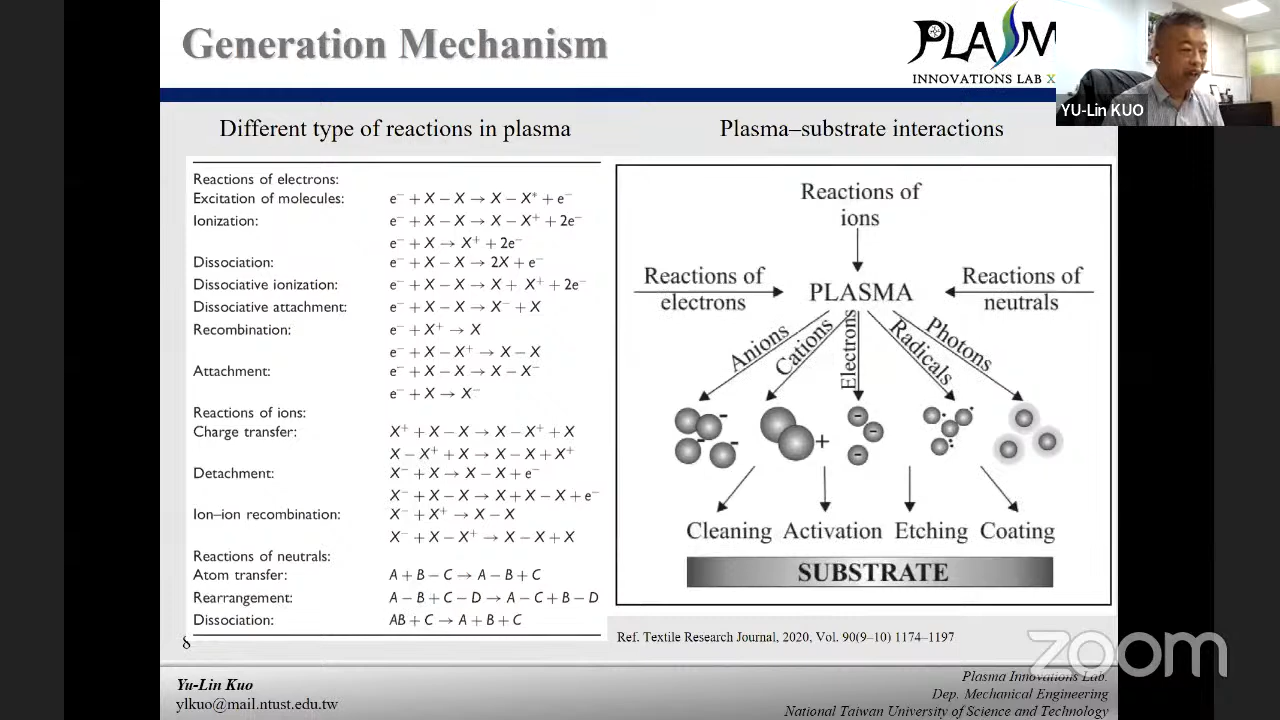 Generation Mechanism
PLASM
INNOVATIONS LAB X
YU-Lin KUO
Different type of reactions in plasma
Plasma–substrate interactions
Reactions of electrons:
Excitation of molecules: e⁻ + X − X → X − X* + e⁻
Ionization: e⁻ + X − X → X − X⁺ + 2e⁻
e⁻ + X → X⁺ + 2e⁻
Dissociation: e⁻ + X − X → 2X + e⁻
Dissociative ionization: e⁻ + X − X → X + X⁺ + 2e⁻
Dissociative attachment: e⁻ + X − X → X⁻ + X
Recombination: e⁻ + X⁺ → X
e⁻ + X − X⁺ → X − X
Attachment: e⁻ + X − X → X − X⁻
e⁻ + X → X⁻
Reactions of ions:
Charge transfer: X⁺ + X − X → X − X⁺ + X
X − X⁺ + X → X − X + X⁺
Detachment: X⁻ + X → X − X + e⁻
X⁻ + X − X → X + X − X + e⁻
Ion–ion recombination: X⁻ + X⁺ → X − X
X⁻ + X − X⁺ → X − X + X
Reactions of neutrals:
Atom transfer: A + B − C → A − B + C
Rearrangement: A − B + C − D → A − C + B − D
Dissociation: AB + C → A + B + C
Reactions of
ions
Reactions of
electrons
PLASMA
Reactions of
neutrals
Anions
Cations
Electrons
Radicals
Photons
Cleaning Activation Etching Coating
SUBSTRATE
8
Ref. Textile Research Journal, 2020, Vol. 90(9–10) 1174–1197
zoom
Yu-Lin Kuo
ylkuo@mail.ntust.edu.tw
Plasma Innovations Lab.
Dep. Mechanical Engineering
National Taiwan University of Science and Technology